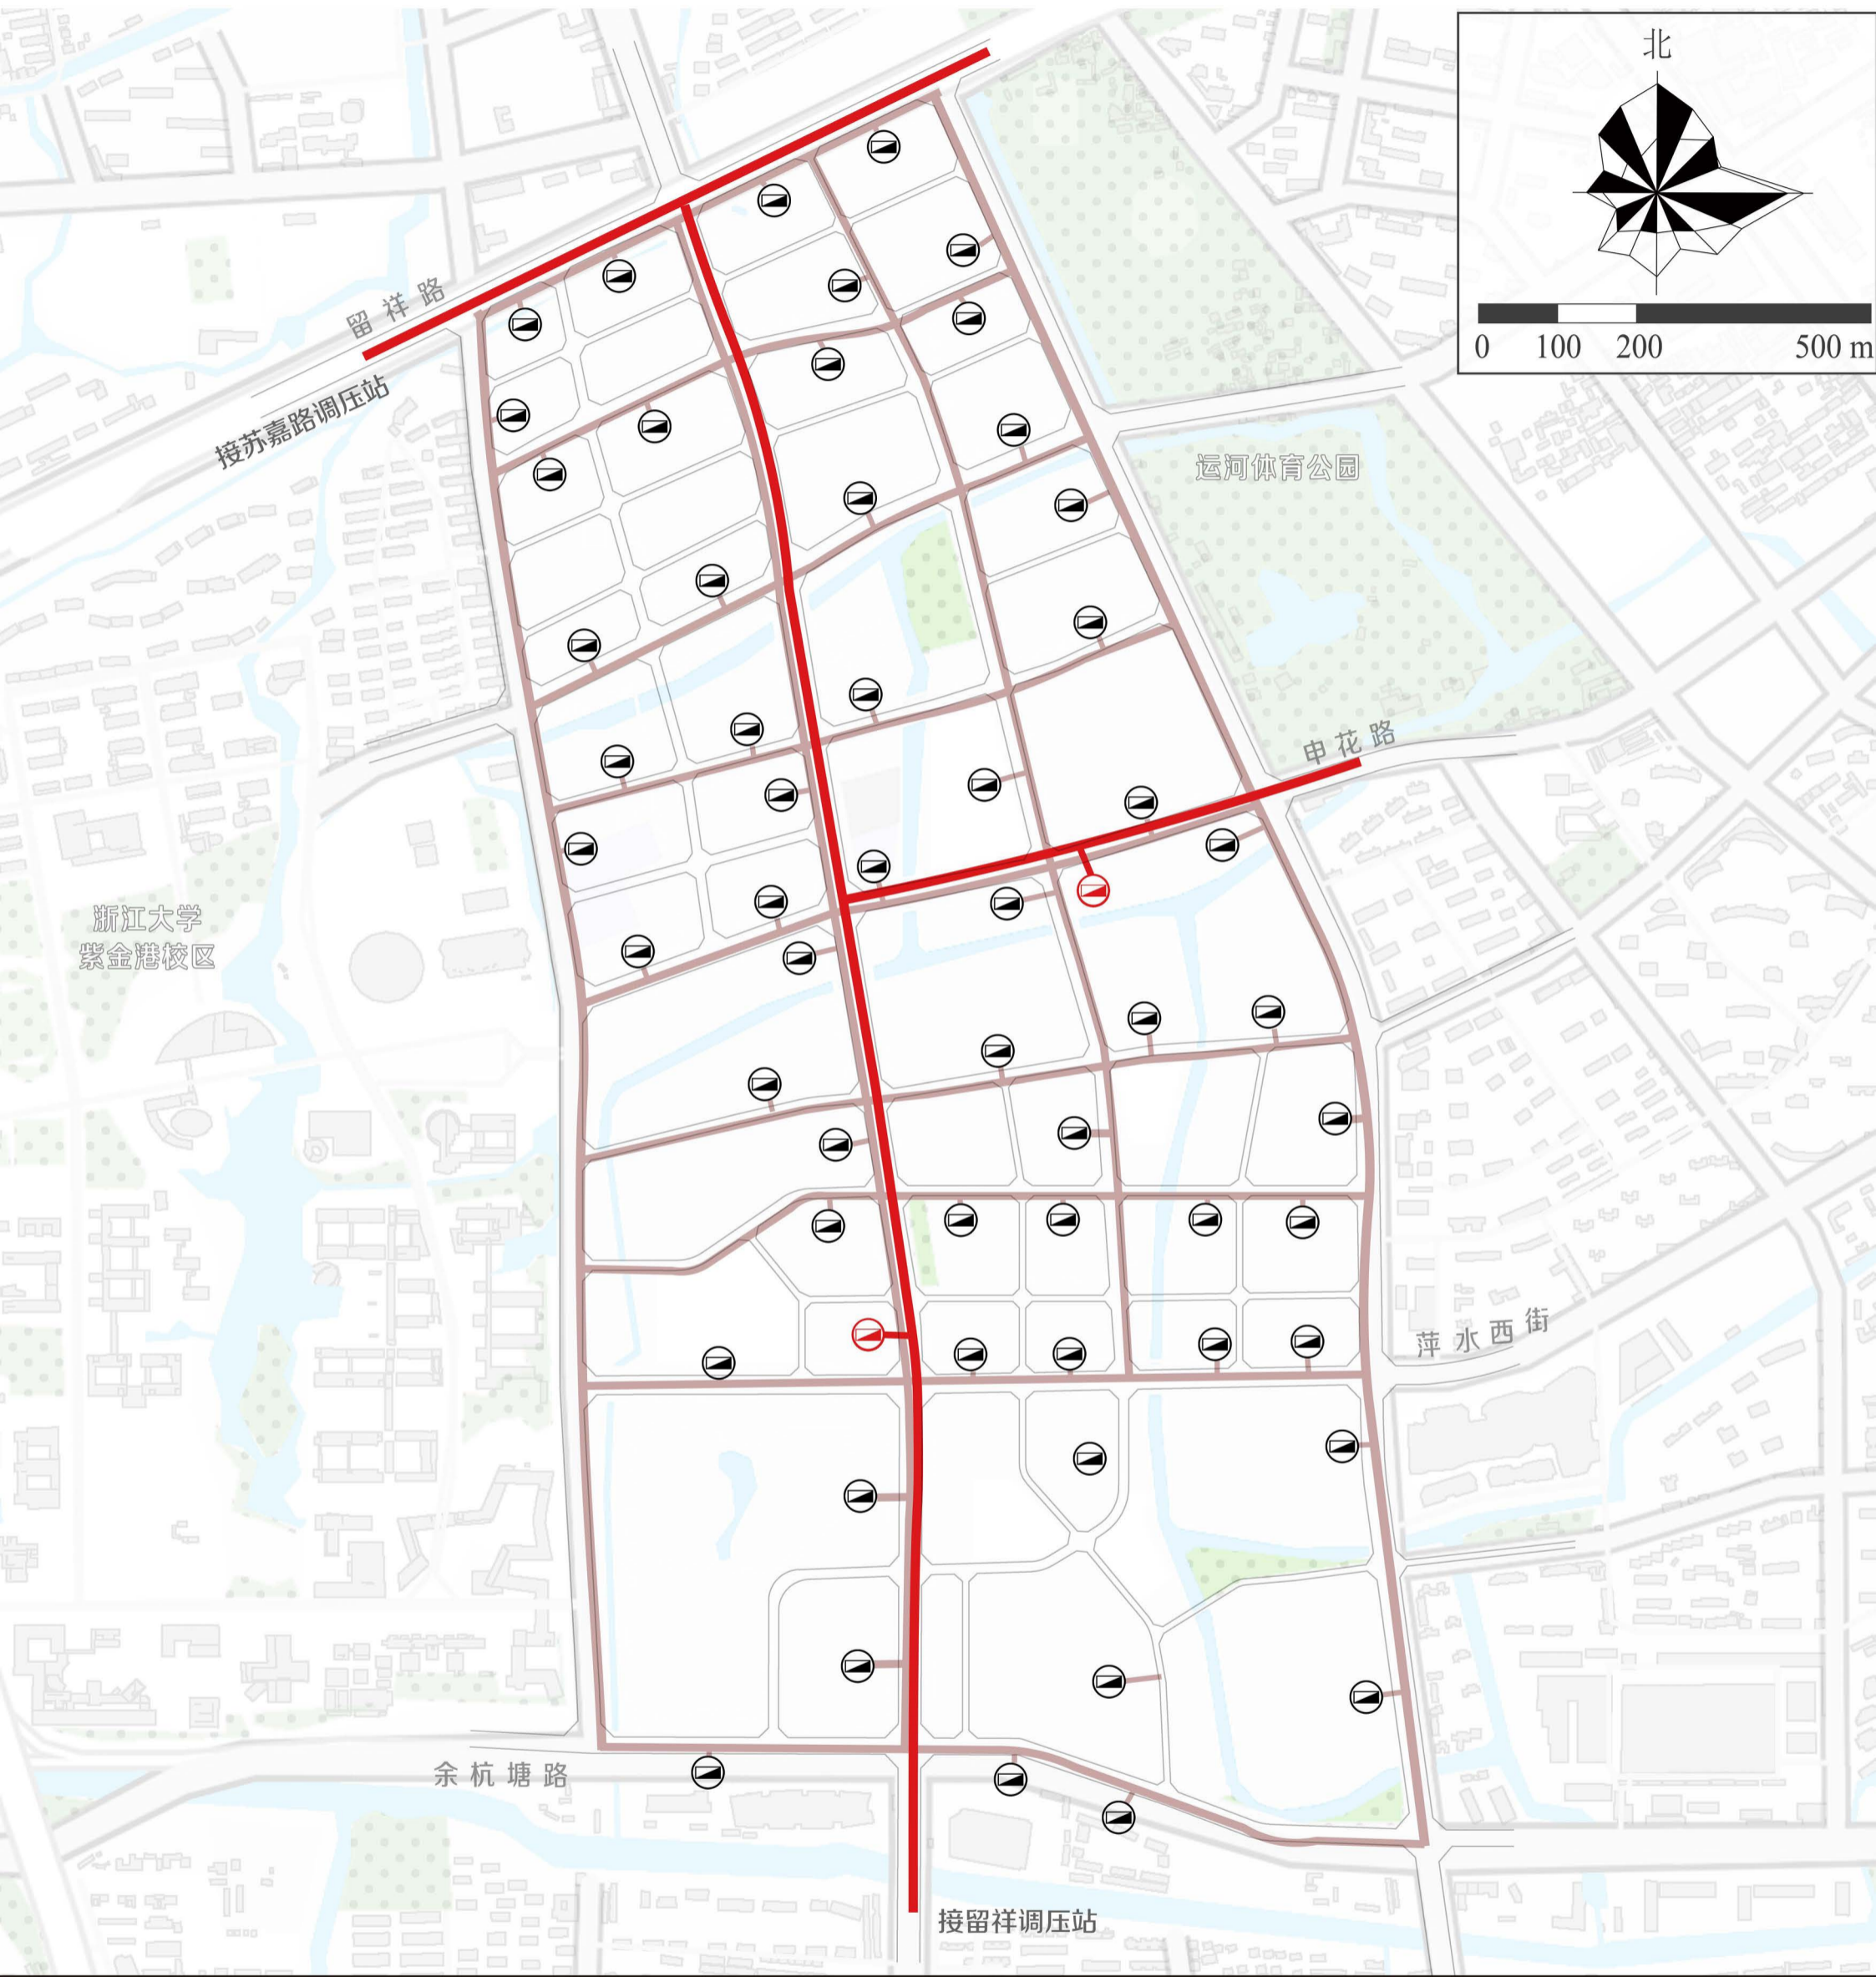 北
0 100 200 500 m
留祥路
接苏嘉路调压站
运河体育公园
申花路
浙江大学
紫金港校区
萍水西街
余杭塘路
接留祥调压站